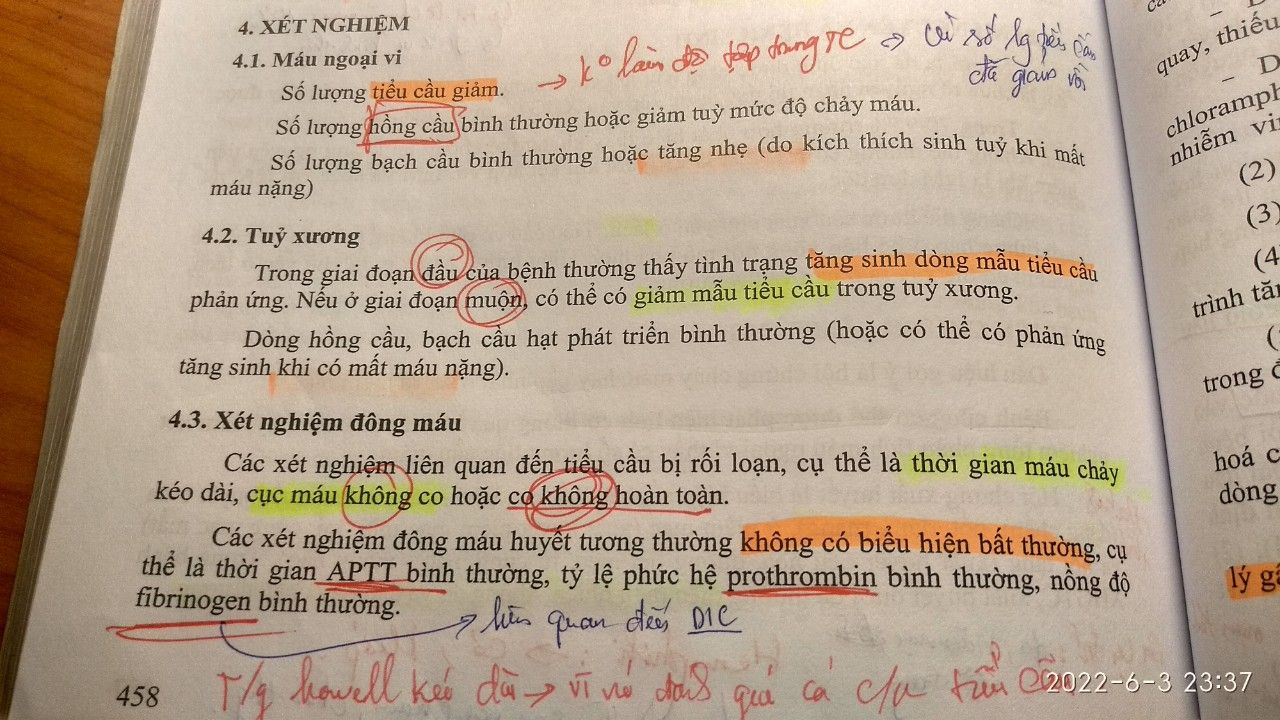 4. XÉT NGHIỆM
4.1. Máu ngoại vi
Số lượng tiểu cầu giảm. → Kº làm độ tập trung TC => vì số lg tiểu cầu
đã giảm rồi
Số lượng hồng cầu bình thường hoặc giảm tuỳ mức độ chảy máu.
Số lượng bạch cầu bình thường hoặc tăng nhẹ (do kích thích sinh tuỷ khi mất
máu nặng)
4.2. Tuỷ xương
Trong giai đoạn đầu của bệnh thường thấy tình trạng tăng sinh dòng mẫu tiểu cầu
phản ứng. Nếu ở giai đoạn muộn, có thể có giảm mẫu tiểu cầu trong tuỷ xương.
Dòng hồng cầu, bạch cầu hạt phát triển bình thường (hoặc có thể có phản ứng
tăng sinh khi có mất máu nặng).
4.3. Xét nghiệm đông máu
Các xét nghiệm liên quan đến tiểu cầu bị rối loạn, cụ thể là thời gian máu chảy
kéo dài, cục máu không co hoặc co không hoàn toàn.
Các xét nghiệm đông máu huyết tương thường không có biểu hiện bất thường, cụ
thể là thời gian APTT bình thường, tỷ lệ phức hệ prothrombin bình thường, nồng độ
fibrinogen bình thường.
→ liên quan đến DIC
T/g howell kéo dài → vì nó đánh giá cả c/n tiểu cầu
458
quay, thiếu
chloramph
nhiễm vi
(2)
(3)
(4
trình tăn
(
trong
hoá c
dòng
lý g
2022-6-3 23:37